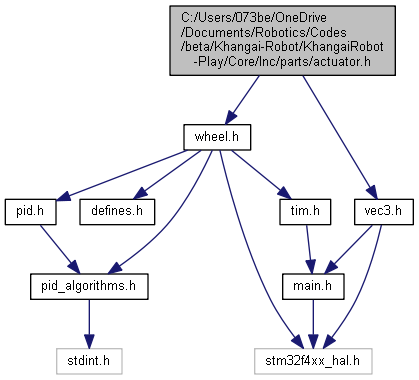 C:/Users/073be/OneDrive
/Documents/Robotics/Codes
/beta/Khangai-Robot/KhangaiRobot
-Play/Core/Inc/parts/actuator.h
wheel.h
pid.h
defines.h
tim.h
vec3.h
pid_algorithms.h
main.h
stdint.h
stm32f4xx_hal.h